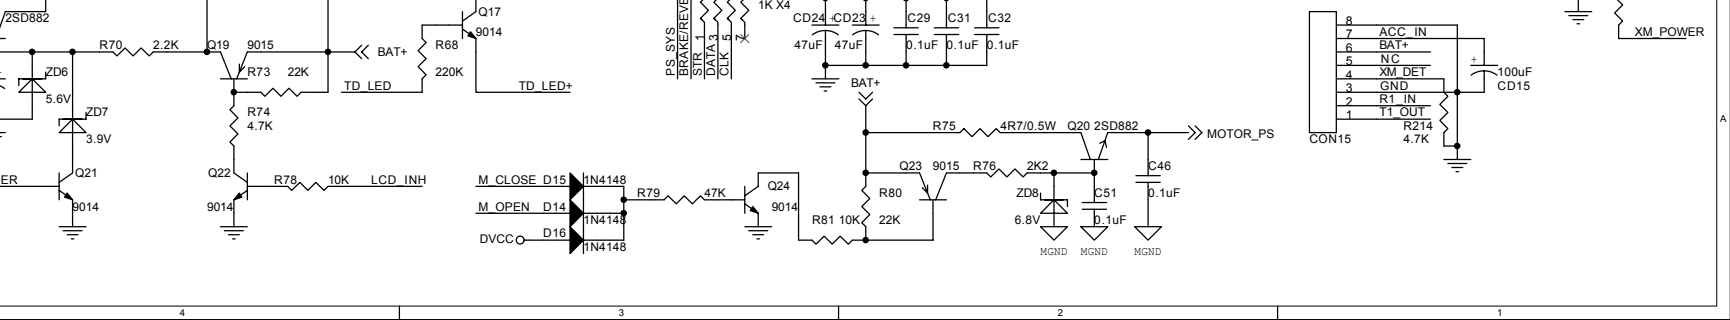 2SD882
R70 2.2K
Q19 9015
BAT+
ZD6
5.6V
R73 22K
R74
4.7K
ZD7
3.9V
Q21
9014
ER
Q22
9014
R78 10K LCD_INH
Q17
9014
R68
220K
TD_LED TD_LED+
PS SYS
STR 1
DATA 3
CLK 5
7
1K X4
CD24 CD23 C29 C31 C32
47uF 47uF 0.1uF 0.1uF 0.1uF
BAT+
M_CLOSE D15 1N4148
M_OPEN D14 1N4148
DVCC D16 1N4148
R79 47K
Q24
9014
R81 10K
R80
22K
R75 4R7/0.5W
Q20 2SD882
MOTOR_PS
Q23 9015
R76 2K2
ZD8
6.8V
C51
0.1uF
C46
0.1uF
MGND MGND MGND
8
7 ACC_IN
6 BAT+
5 NC
4 XM_DET
3 GND
2 R1_IN
1 T1_OUT
CON15
R214
4.7K
100uF
CD15
XM_POWER
A
4 3 2 1